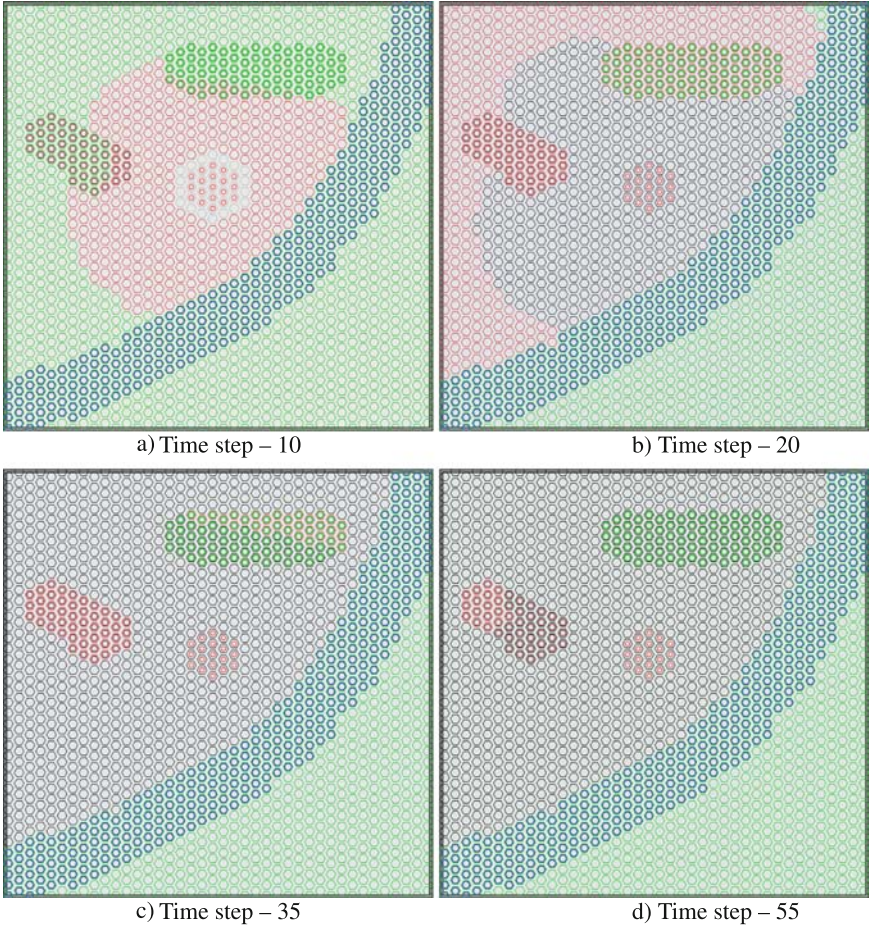 a) Time step – 10
b) Time step – 20
c) Time step – 35
d) Time step – 55